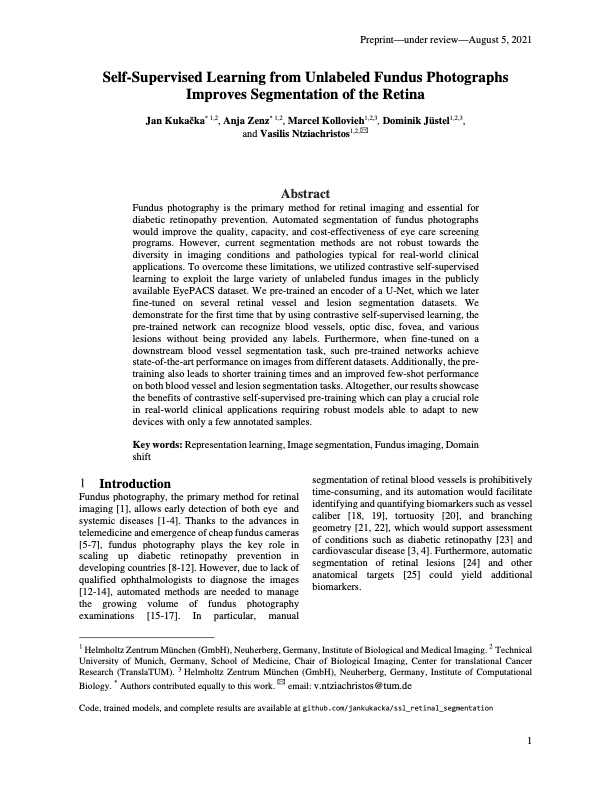 Preprint—under review—August 5, 2021
Self-Supervised Learning from Unlabeled Fundus Photographs
Improves Segmentation of the Retina
Jan Kukačka* 1,2, Anja Zenz* 1,2, Marcel Kollovieh1,2,3, Dominik Jüstel1,2,3,
and Vasilis Ntziachristos1,2,✉
Abstract
Fundus photography is the primary method for retinal imaging and essential for
diabetic retinopathy prevention. Automated segmentation of fundus photographs
would improve the quality, capacity, and cost-effectiveness of eye care screening
programs. However, current segmentation methods are not robust towards the
diversity in imaging conditions and pathologies typical for real-world clinical
applications. To overcome these limitations, we utilized contrastive self-supervised
learning to exploit the large variety of unlabeled fundus images in the publicly
available EyePACS dataset. We pre-trained an encoder of a U-Net, which we later
fine-tuned on several retinal vessel and lesion segmentation datasets. We
demonstrate for the first time that by using contrastive self-supervised learning, the
pre-trained network can recognize blood vessels, optic disc, fovea, and various
lesions without being provided any labels. Furthermore, when fine-tuned on a
downstream blood vessel segmentation task, such pre-trained networks achieve
state-of-the-art performance on images from different datasets. Additionally, the pre-
training also leads to shorter training times and an improved few-shot performance
on both blood vessel and lesion segmentation tasks. Altogether, our results showcase
the benefits of contrastive self-supervised pre-training which can play a crucial role
in real-world clinical applications requiring robust models able to adapt to new
devices with only a few annotated samples.
Key words: Representation learning, Image segmentation, Fundus imaging, Domain
shift
1 Introduction
Fundus photography, the primary method for retinal
imaging [1], allows early detection of both eye and
systemic diseases [1-4]. Thanks to the advances in
telemedicine and emergence of cheap fundus cameras
[5-7], fundus photography plays the key role in
scaling up diabetic retinopathy prevention in
developing countries [8-12]. However, due to lack of
qualified ophthalmologists to diagnose the images
[12-14], automated methods are needed to manage
the growing volume of fundus photography
examinations [15-17]. In particular, manual
segmentation of retinal blood vessels is prohibitively
time-consuming, and its automation would facilitate
identifying and quantifying biomarkers such as vessel
caliber [18, 19], tortuosity [20], and branching
geometry [21, 22], which would support assessment
of conditions such as diabetic retinopathy [23] and
cardiovascular disease [3, 4]. Furthermore, automatic
segmentation of retinal lesions [24] and other
anatomical targets [25] could yield additional
biomarkers.
1 Helmholtz Zentrum München (GmbH), Neuherberg, Germany, Institute of Biological and Medical Imaging. 2 Technical
University of Munich, Germany, School of Medicine, Chair of Biological Imaging, Center for translational Cancer
Research (TranslaTUM). 3 Helmholtz Zentrum München (GmbH), Neuherberg, Germany, Institute of Computational
Biology. * Authors contributed equally to this work. ✉ email: v.ntziachristos@tum.de
Code, trained models, and complete results are available at github.com/jankukacka/ssl_retinal_segmentation
1